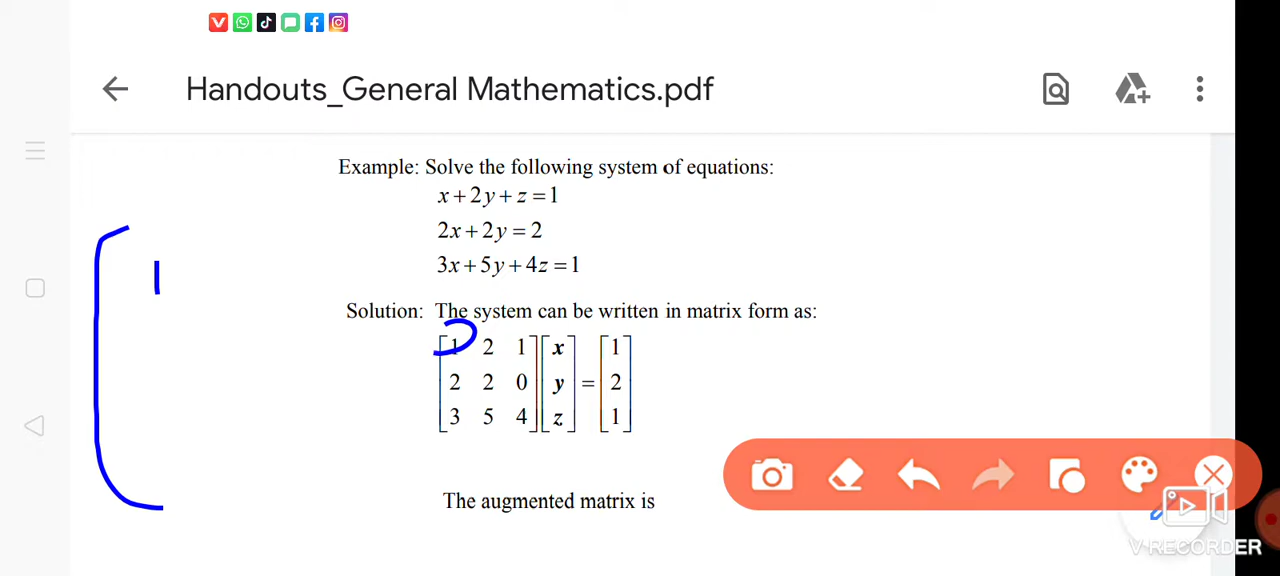 Handouts_General Mathematics.pdf
Example: Solve the following system of equations:
x + 2y + z = 1
2x + 2y = 2
3x + 5y + 4z = 1
1
Solution: The system can be written in matrix form as:
[1 2 1] [x] [1]
[2 2 0] [y] = [2]
[3 5 4] [z] [1]
The augmented matrix is
V·RECORDER